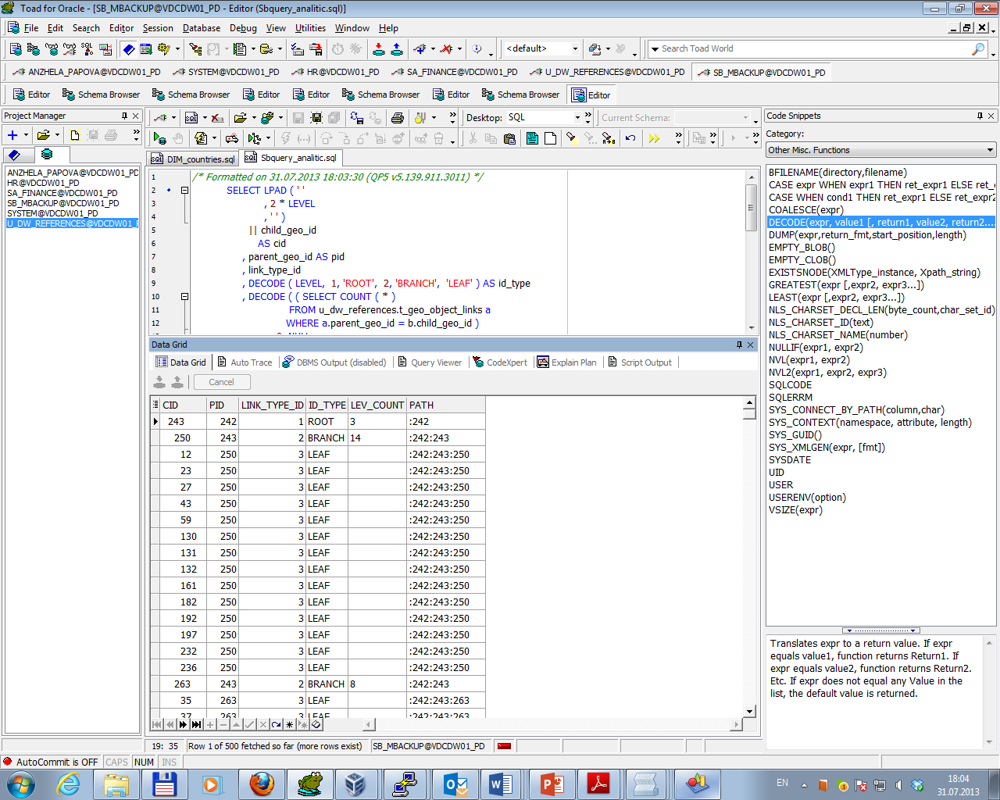 Toad for Oracle - [SB_MBACKUP@VDCDW01_PD - Editor (Sbquery_analitic.sql)]
File Edit Search Editor Session Database Debug View Utilities Window Help
<default> Search Toad World
ANZHELA_PAPOVA@VDCDW01_PD SYSTEM@VDCDW01_PD HR@VDCDW01_PD SA_FINANCE@VDCDW01_PD U_DW_REFERENCES@VDCDW01_PD SB_MBACKUP@VDCDW01_PD
Editor Schema Browser Schema Browser Editor Editor Schema Browser Editor Schema Browser Editor
Project Manager
ANZHELA_PAPOVA@VDCDW01_PD
HR@VDCDW01_PD
SA_FINANCE@VDCDW01_PD
SB_MBACKUP@VDCDW01_PD
SYSTEM@VDCDW01_PD
U_DW_REFERENCES@VDCDW01_F
SQL Desktop: SQL Current Schema:
DIM_countries.sql Sbquery_analitic.sql
1 /* Formatted on 31.07.2013 18:03:30 (QP5 v5.139.911.3011) */
2 SELECT LPAD ( ' '
3 , 2 * LEVEL
4 , ' ' )
5 || child_geo_id
6 AS cid
7 , parent_geo_id AS pid
8 , link_type_id
9 , DECODE ( LEVEL, 1, 'ROOT', 2, 'BRANCH', 'LEAF' ) AS id_type
10 , DECODE ( ( SELECT COUNT ( * )
11 FROM u_dw_references.t_geo_object_links a
12 WHERE a.parent_geo_id = b.child_geo_id )
Data Grid
Data Grid Auto Trace DBMS Output (disabled) Query Viewer CodeXpert Explain Plan Script Output
Cancel
CID PID LINK_TYPE_ID ID_TYPE LEV_COUNT PATH
243 242 1 ROOT 3 :242
250 243 2 BRANCH 14 :242:243
12 250 3 LEAF :242:243:250
23 250 3 LEAF :242:243:250
27 250 3 LEAF :242:243:250
43 250 3 LEAF :242:243:250
59 250 3 LEAF :242:243:250
130 250 3 LEAF :242:243:250
131 250 3 LEAF :242:243:250
132 250 3 LEAF :242:243:250
161 250 3 LEAF :242:243:250
182 250 3 LEAF :242:243:250
192 250 3 LEAF :242:243:250
197 250 3 LEAF :242:243:250
232 250 3 LEAF :242:243:250
236 250 3 LEAF :242:243:250
263 243 2 BRANCH 8 :242:243
35 263 3 LEAF :242:243:263
37 263 3 LEAF :242:243:263
19: 35 Row 1 of 500 fetched so far (more rows exist) SB_MBACKUP@VDCDW01_PD
Code Snippets
Category:
Other Misc. Functions
BFILENAME(directory,filename)
CASE expr WHEN expr1 THEN ret_expr1 ELSE ret_e
CASE WHEN cond1 THEN ret_expr1 ELSE ret_expr2
COALESCE(expr)
DECODE(expr, value1 [, return1, value2, return2....
DUMP(expr,return_fmt,start_position,length)
EMPTY_BLOB()
EMPTY_CLOB()
EXISTSNODE(XMLType_instance, Xpath_string)
GREATEST(expr [,expr2, expr3...])
LEAST(expr [,expr2, expr3...])
NLS_CHARSET_DECL_LEN(byte_count,char_set_id)
NLS_CHARSET_ID(text)
NLS_CHARSET_NAME(number)
NULLIF(expr1, expr2)
NVL(expr1, expr2)
NVL2(expr1, expr2, expr3)
SQLCODE
SQLERRM
SYS_CONNECT_BY_PATH(column,char)
SYS_CONTEXT(namespace, attribute, length)
SYS_GUID()
SYS_XMLGEN(expr, [fmt])
SYSDATE
UID
USER
USERENV(option)
VSIZE(expr)
Translates expr to a return value. If expr
equals value1, function returns Return1. If
expr equals value2, function returns Return2.
Etc. If expr does not equal any Value in the
list, the default value is returned.
AutoCommit is OFF CAPS NUM INS
EN 18:04
31.07.2013